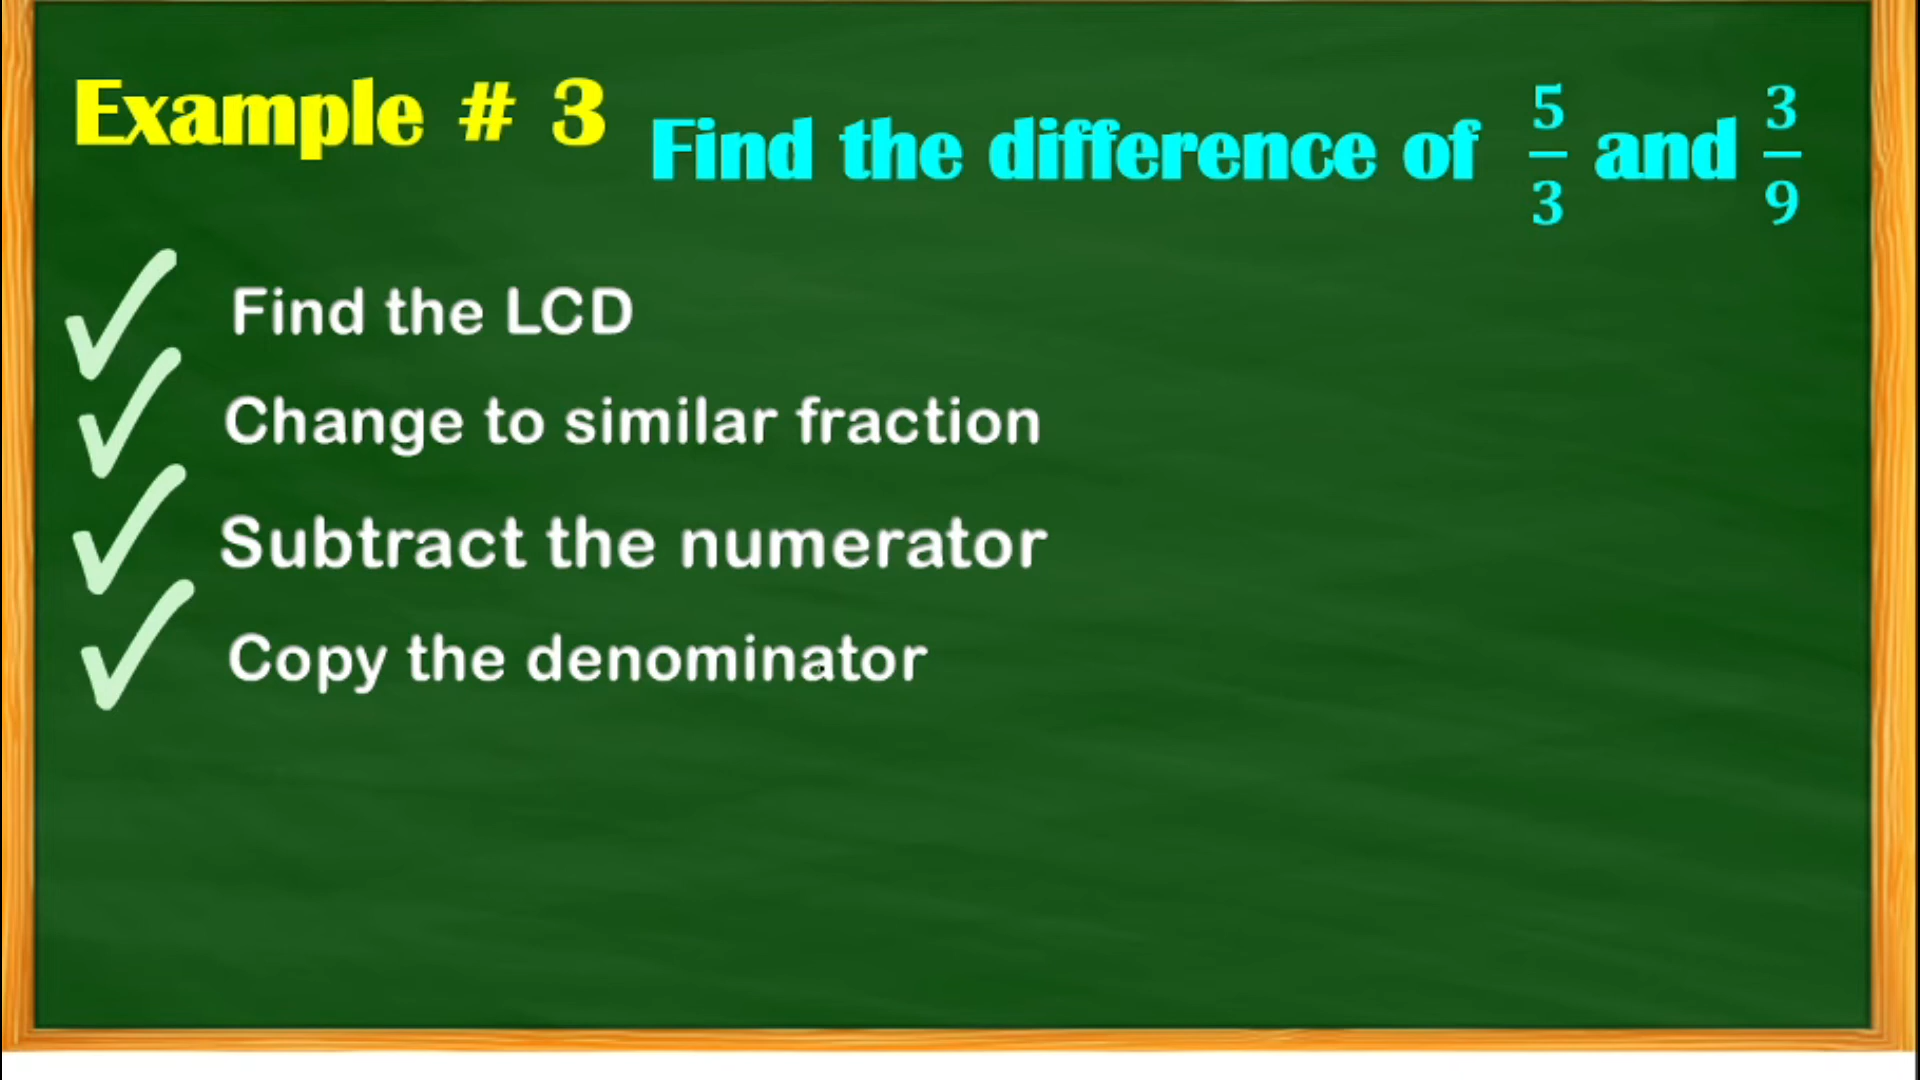 Example # 3
Find the difference of 5/3 and 3/9
Find the LCD
Change to similar fraction
Subtract the numerator
Copy the denominator